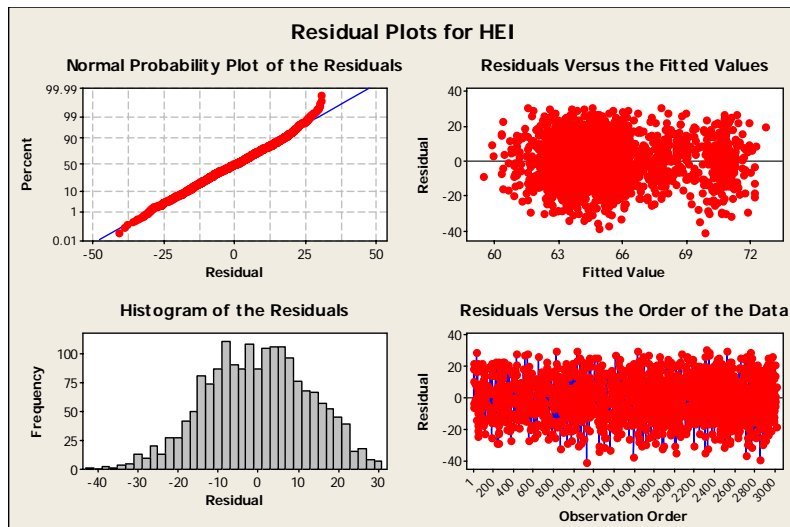 Residual Plots for HEI
Normal Probability Plot of the Residuals
99.99
99
90
50
10
1
0.01
Percent
-50 -25 0 25 50
Residual
Residuals Versus the Fitted Values
40
20
0
-20
-40
Residual
60 63 66 69 72
Fitted Value
Histogram of the Residuals
100
75
50
25
0
Frequency
-40 -30 -20 -10 0 10 20 30
Residual
Residuals Versus the Order of the Data
40
20
0
-20
-40
Residual
1 200 400 600 800 1000 1200 1400 1600 1800 2000 2200 2400 2600 2800 3000
Observation Order